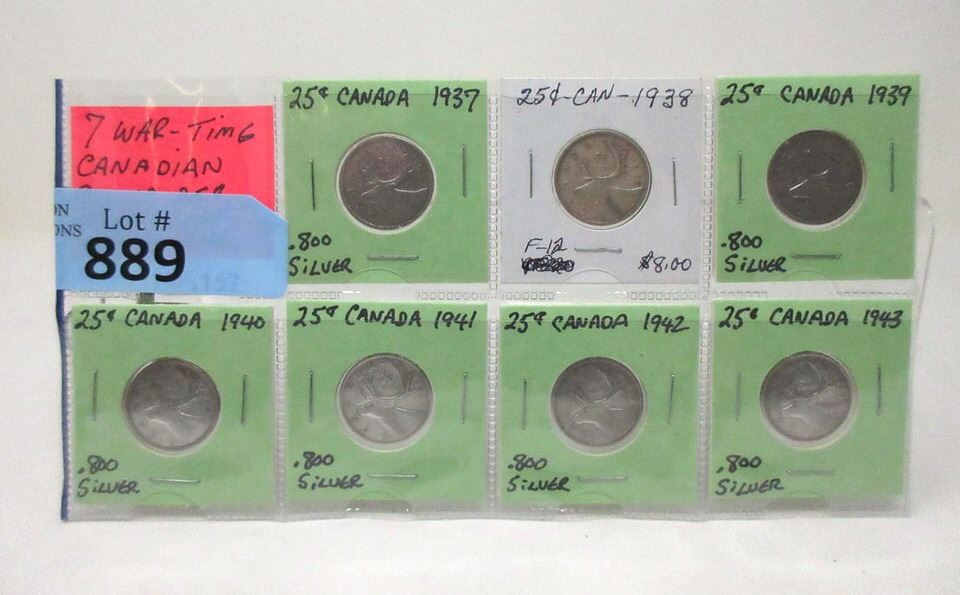 7 WAR-TIME
CANADIAN
Lot #
889
25¢ CANADA 1937
.800
SILVER
25¢-CAN-1938
F-12
$8.00
25¢ CANADA 1939
.800
SILVER
25¢ CANADA 1940
.800
SILVER
25¢ CANADA 1941
.800
SILVER
25¢ CANADA 1942
.800
SILVER
25¢ CANADA 1943
.800
SILVER